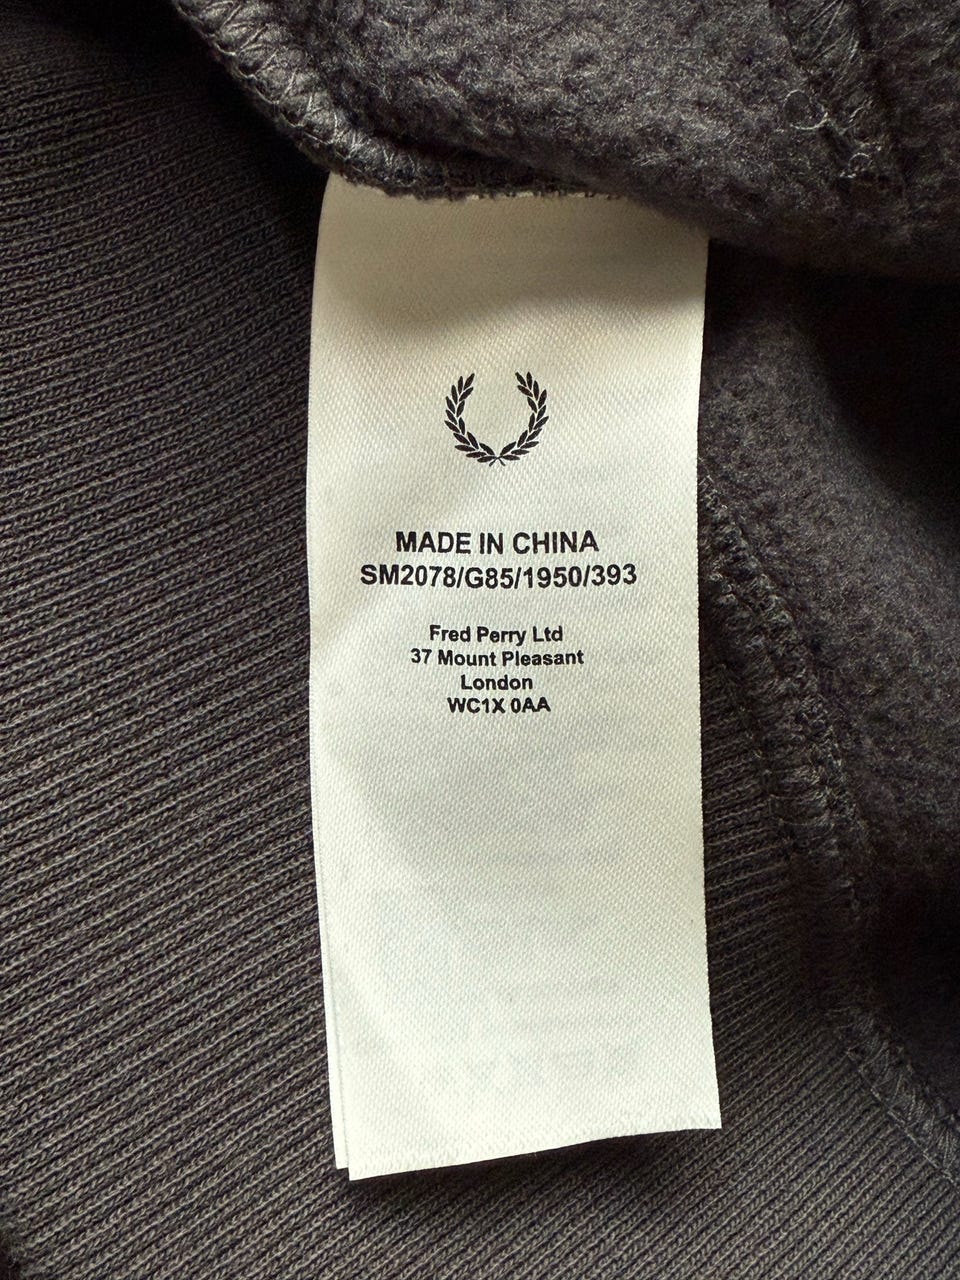 MADE IN CHINA
SM2078/G85/1950/393
Fred Perry Ltd
37 Mount Pleasant
London
WC1X 0AA